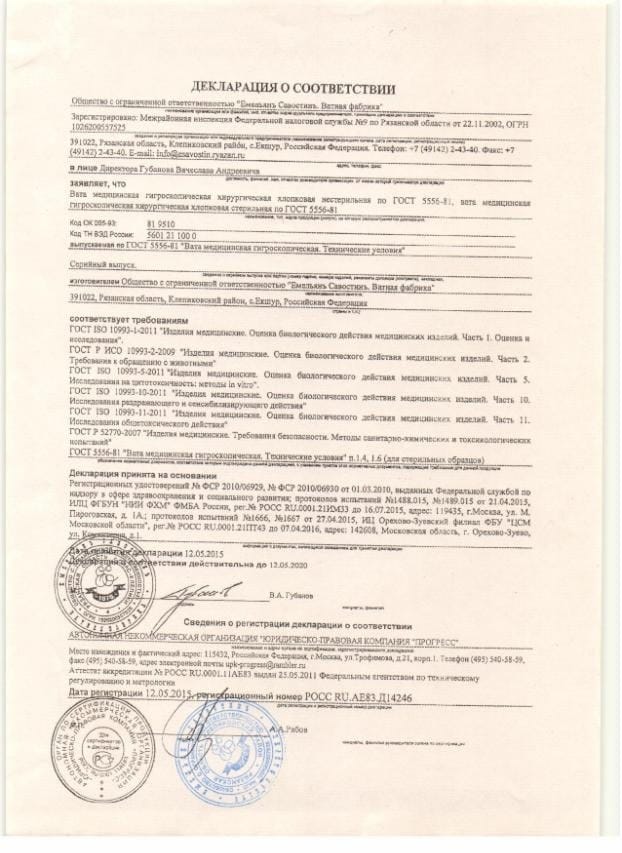 ДЕКЛАРАЦИЯ О СООТВЕТСТВИИ
Общество с ограниченной ответственностью "Емельянъ Савостинъ. Ватная фабрика"
Зарегистрировано: Межрайонная инспекция Федеральной налоговой службы №9 по Рязанской области от 22.11.2002, ОГРН
1026200557525
391022, Рязанская область, Клепиковский район, с.Екшур, Российская Федерация. Телефон: +7 (49142) 2-43-40. Факс: +7
(49142) 2-43-40. E-mail: info@esavostin.ryazan.ru
адрес, телефон, факс
в лице Директора Губанова Вячеслава Андреевича
заявляет, что
Вата медицинская гигроскопическая хирургическая хлопковая нестерильная по ГОСТ 5556-81, вата медицинская
гигроскопическая хирургическая хлопковая стерильная по ГОСТ 5556-81
Код ОК 005-93: 81 9510
Код ТН ВЭД России: 5601 21 100 0
выпускаемая по ГОСТ 5556-81 "Вата медицинская гигроскопическая. Технические условия"
Серийный выпуск.
изготовителем Общество с ограниченной ответственностью "Емельянъ Савостинъ. Ватная фабрика"
391022, Рязанская область, Клепиковский район, с.Екшур, Российская Федерация
соответствует требованиям
ГОСТ ISO 10993-1-2011 "Изделия медицинские. Оценка биологического действия медицинских изделий. Часть 1. Оценка и
исследования".
ГОСТ Р ИСО 10993-2-2009 "Изделия медицинские. Оценка биологического действия медицинских изделий. Часть 2.
Требования к обращению с животными"
ГОСТ ISO 10993-5-2011 "Изделия медицинские. Оценка биологического действия медицинских изделий. Часть 5.
Исследования на цитотоксичность: методы in vitro".
ГОСТ ISO 10993-10-2011 "Изделия медицинские. Оценка биологического действия медицинских изделий. Часть 10.
Исследования раздражающего и сенсибилизирующего действия"
ГОСТ ISO 10993-11-2011 "Изделия медицинские. Оценка биологического действия медицинских изделий. Часть 11.
Исследования общетоксического действия"
ГОСТ Р 52770-2007 "Изделия медицинские. Требования безопасности. Методы санитарно-химических и токсикологических
испытаний"
ГОСТ 5556-81 "Вата медицинская гигроскопическая. Технические условия" п.1.4, 1.6 (для стерильных образцов)
Декларация принята на основании
Регистрационных удостоверений № ФСР 2010/06929, № ФСР 2010/06930 от 01.03.2010, выданных Федеральной службой по
надзору в сфере здравоохранения и социального развития; протоколов испытаний №1488.015, №1489.015 от 21.04.2015,
ИЛЦ ФГБУН "НИИ ФХМ" ФМБА России, рег.№ РОСС RU.0001.21ИМ33 до 16.07.2015, адрес: 119435, г.Москва, ул. М.
Пироговская, д. 1А.; протоколов испытаний №1666, №1667 от 27.04.2015, ИЦ Орехово-Зуевский филиал ФБУ "ЦСМ
Московской области", рег.№ РОСС RU.0001.21ПТ43 до 07.04.2016, адрес: 142608, Московская область, г. Орехово-Зуево,
ул. д.1.
Дата принятия декларации 12.05.2015
Декларация о соответствии действительна до 12.05.2020
В.А. Губанов
Сведения о регистрации декларации о соответствии
АВТОНОМНАЯ НЕКОММЕРЧЕСКАЯ ОРГАНИЗАЦИЯ "ЮРИДИЧЕСКО-ПРАВОВАЯ КОМПАНИЯ "ПРОГРЕСС"
Место нахождения и фактический адрес: 115432, Российская Федерация, г.Москва, ул.Трофимова, д.21, корп.1. Телефон (495) 540-58-59,
факс (495) 540-58-59, адрес электронной почты upk-progress@rambler.ru
Аттестат аккредитации № РОСС RU.0001.11АЕ83 выдан 25.05.2011 Федеральным агентством по техническому
регулированию и метрологии
Дата регистрации 12.05.2015, регистрационный номер РОСС RU.АЕ83.Д14246
А.А.Рябов
Для
сертификатов
и деклараций